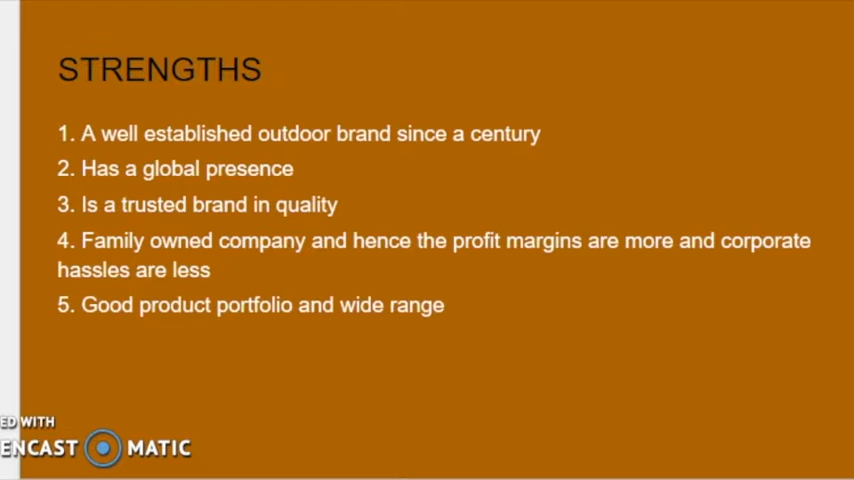 STRENGTHS
1. A well established outdoor brand since a century
2. Has a global presence
3. Is a trusted brand in quality
4. Family owned company and hence the profit margins are more and corporate
hassles are less
5. Good product portfolio and wide range
ED WITH
ENCAST MATIC